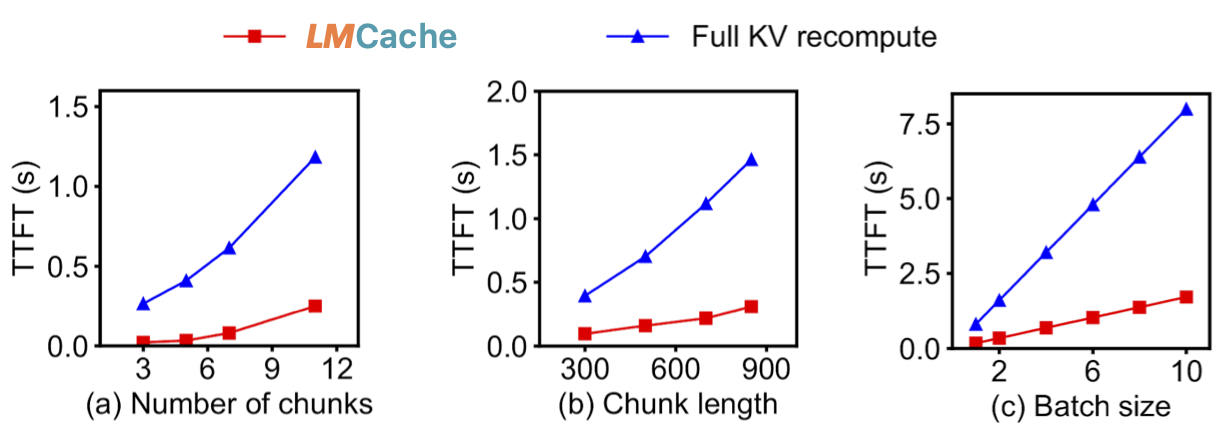 LMCache Full KV recompute
TTFT (s)
1.5
1.0
0.5
0.0
3 6 9 12
(a) Number of chunks
TTFT (s)
2.0
1.5
1.0
0.5
0.0
300 600 900
(b) Chunk length
TTFT (s)
7.5
5.0
2.5
0.0
2 6 10
(c) Batch size